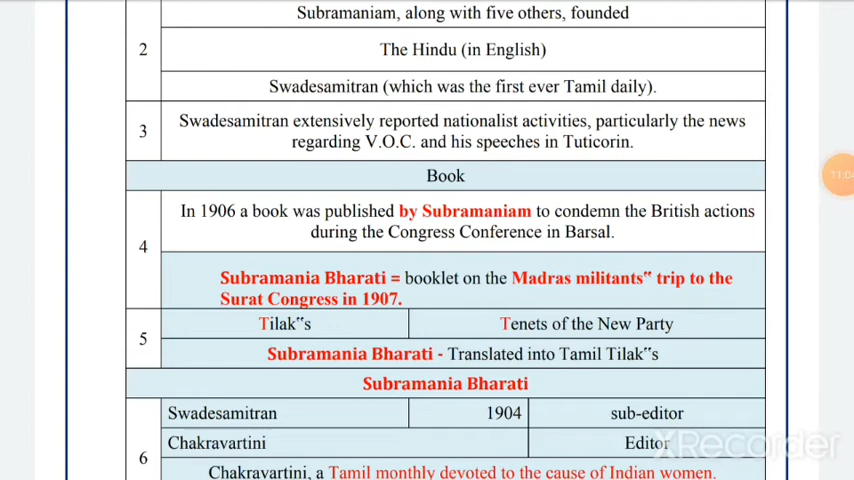 Subramaniam, along with five others, founded
2
The Hindu (in English)
Swadesamitran (which was the first ever Tamil daily).
3
Swadesamitran extensively reported nationalist activities, particularly the news
regarding V.O.C. and his speeches in Tuticorin.
Book
4
In 1906 a book was published by Subramaniam to condemn the British actions
during the Congress Conference in Barsal.
Subramania Bharati = booklet on the Madras militants‟ trip to the
Surat Congress in 1907.
5
Tilak‟s Tenets of the New Party
Subramania Bharati - Translated into Tamil Tilak‟s
Subramania Bharati
6
Swadesamitran 1904 sub-editor
Chakravartini Editor
Chakravartini, a Tamil monthly devoted to the cause of Indian women.
11:04
XRecorder